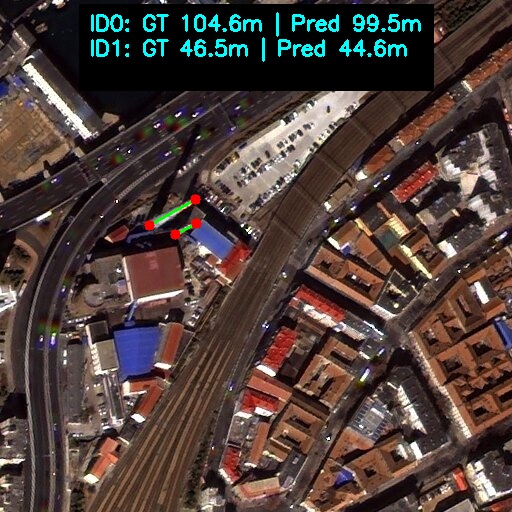 ID0: GT 104.6m | Pred 99.5m
ID1: GT 46.5m | Pred 44.6m